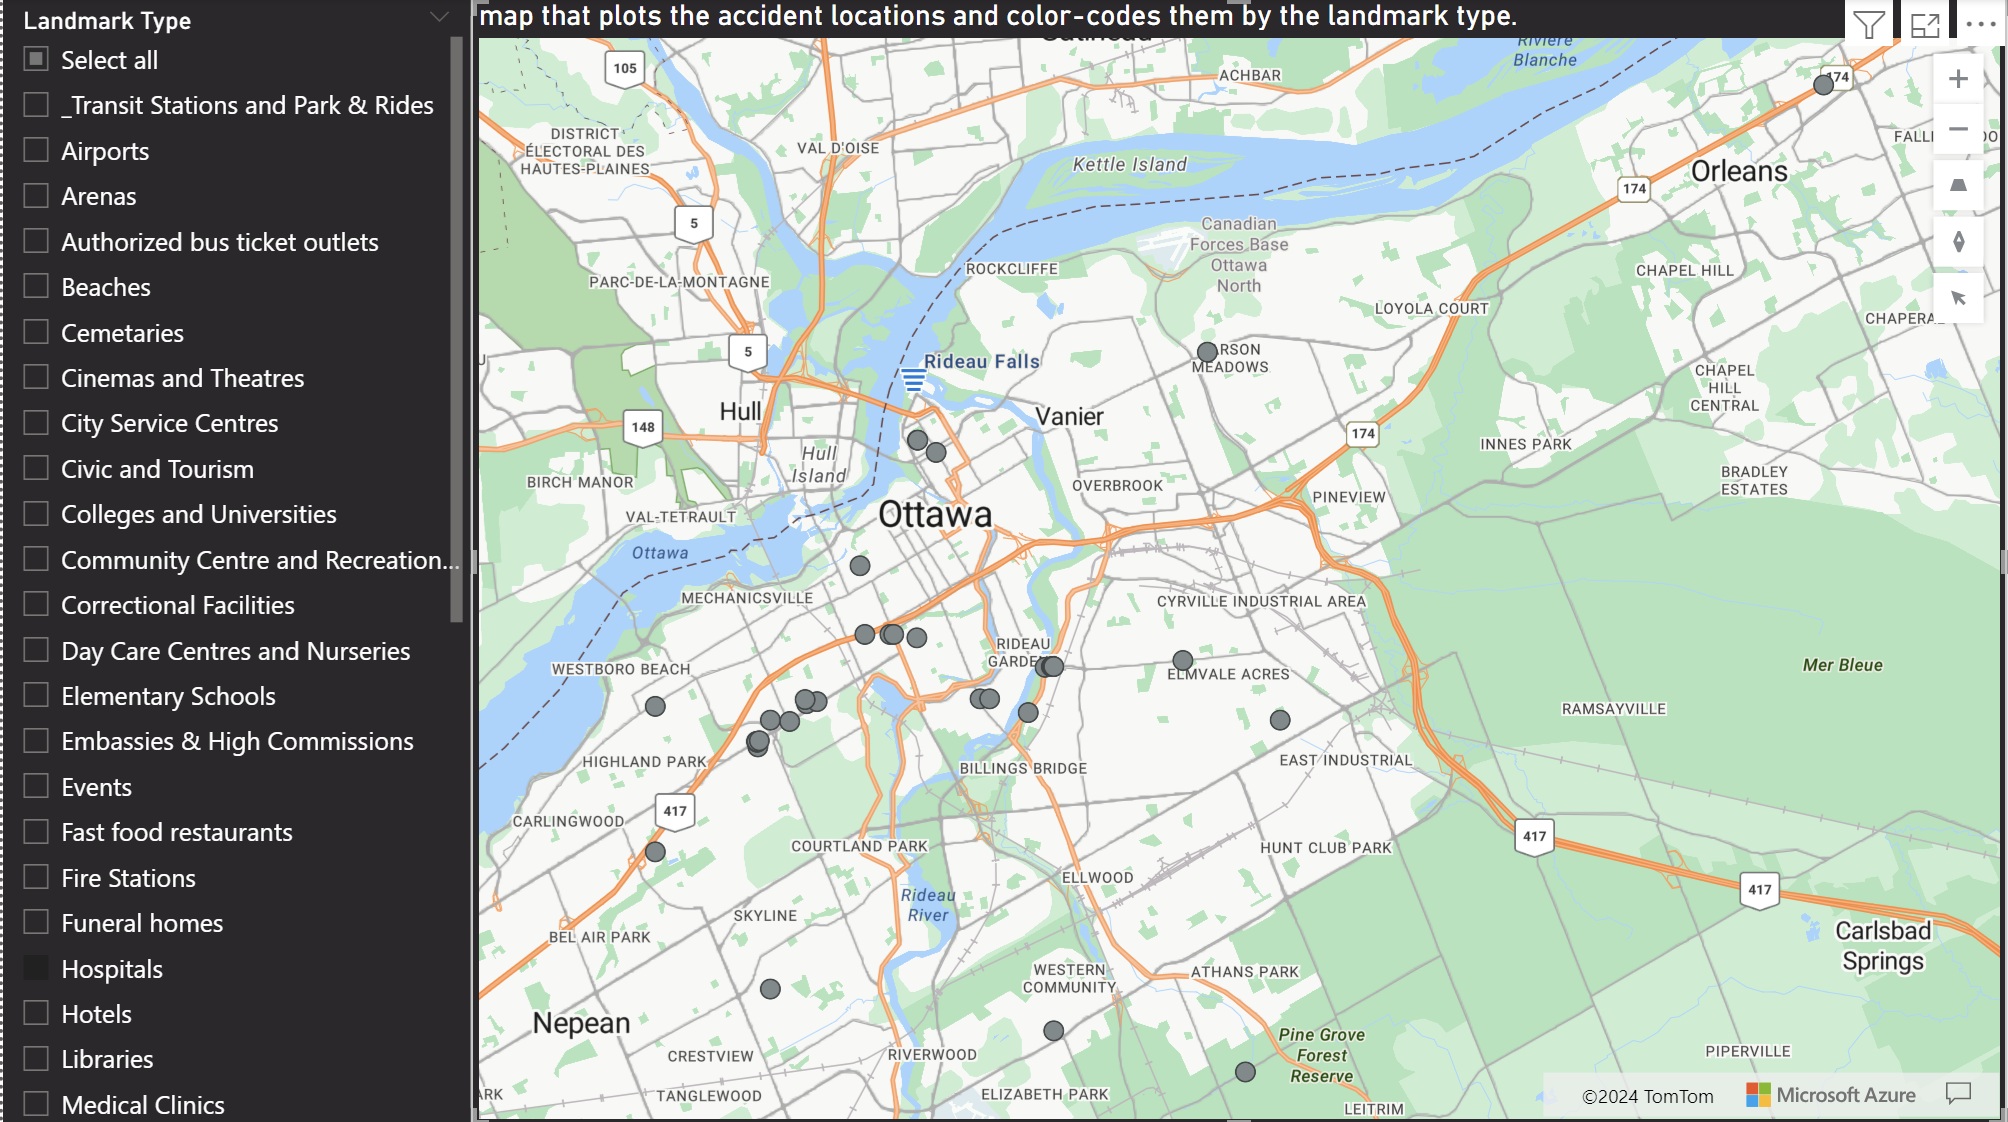 Landmark Type
Select all
_Transit Stations and Park & Rides
Airports
Arenas
Authorized bus ticket outlets
Beaches
Cemetaries
Cinemas and Theatres
City Service Centres
Civic and Tourism
Colleges and Universities
Community Centre and Recreation...
Correctional Facilities
Day Care Centres and Nurseries
Elementary Schools
Embassies & High Commissions
Events
Fast food restaurants
Fire Stations
Funeral homes
Hospitals
Hotels
Libraries
Medical Clinics
map that plots the accident locations and color-codes them by the landmark type.
Rivière
Blanche
105
ACHBAR
174
DISTRICT
ÉLECTORAL DES
HAUTES-PLAINES
VAL D'OISE
Kettle Island
Orleans
174
5
Canadian
Forces Base
Ottawa
North
ROCKCLIFFE
PARC-DE-LA-MONTAGNE
CHAPEL HILL
LOYOLA COURT
5
Rideau Falls
MEADOWS
CHAPEL
HILL
CENTRAL
Hull
Vanier
148
174
INNES PARK
Hull
Island
BIRCH MANOR
OVERBROOK
PINEVIEW
BRADLEY
ESTATES
VAL-TETRAULT
Ottawa
Ottawa
MECHANICSVILLE
CYRVILLE INDUSTRIAL AREA
RIDEAU
WESTBORO BEACH
ELMVALE ACRES
Mer Bleue
RAMSAYVILLE
HIGHLAND PARK
BILLINGS BRIDGE
EAST INDUSTRIAL
417
CARLINGWOOD
COURTLAND PARK
HUNT CLUB PARK
417
ELLWOOD
417
Rideau
River
SKYLINE
BEL AIR PARK
Carlsbad
Springs
WESTERN
COMMUNITY
ATHANS PARK
Nepean
Pine Grove
Forest
Reserve
CRESTVIEW
RIVERWOOD
PIPERVILLE
TANGLEWOOD
ELIZABETH PARK
LEITRIM
©2024 TomTom
Microsoft Azure